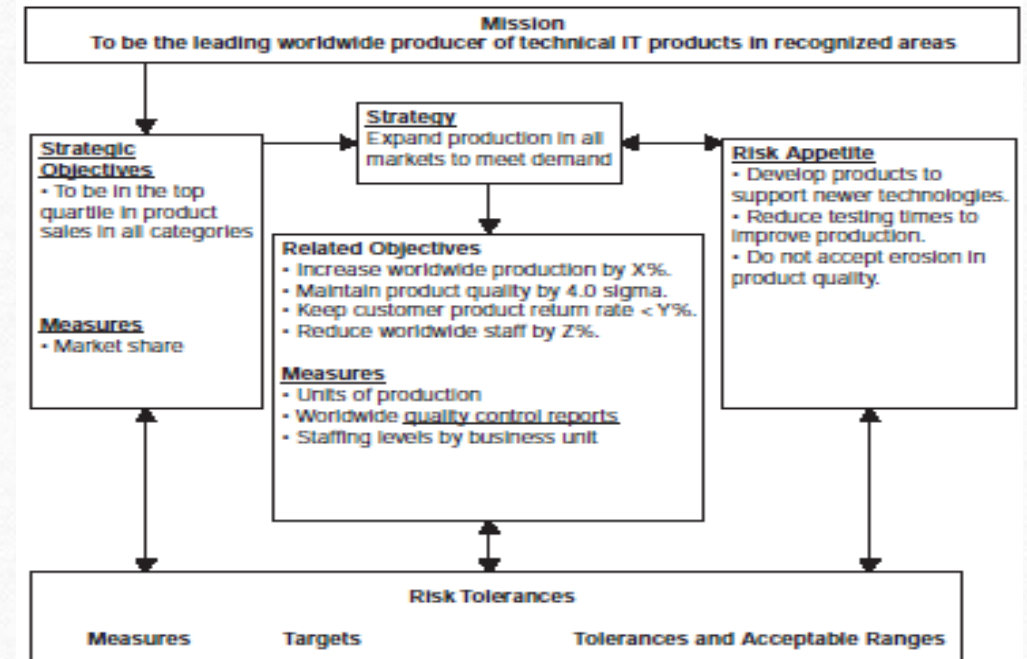 Mission
To be the leading worldwide producer of technical IT products in recognized areas
Strategic
Objectives
• To be in the top
quartile in product
sales in all categories
Measures
• Market share
Strategy
Expand production in all
markets to meet demand
Related Objectives
• Increase worldwide production by X%.
• Maintain product quality by 4.0 sigma.
• Keep customer product return rate < Y%.
• Reduce worldwide staff by Z%.
Measures
• Units of production
• Worldwide quality control reports
• Staffing levels by business unit
Risk Appetite
• Develop products to
support newer technologies.
• Reduce testing times to
improve production.
• Do not accept erosion in
product quality.
Risk Tolerances
Measures Targets Tolerances and Acceptable Ranges